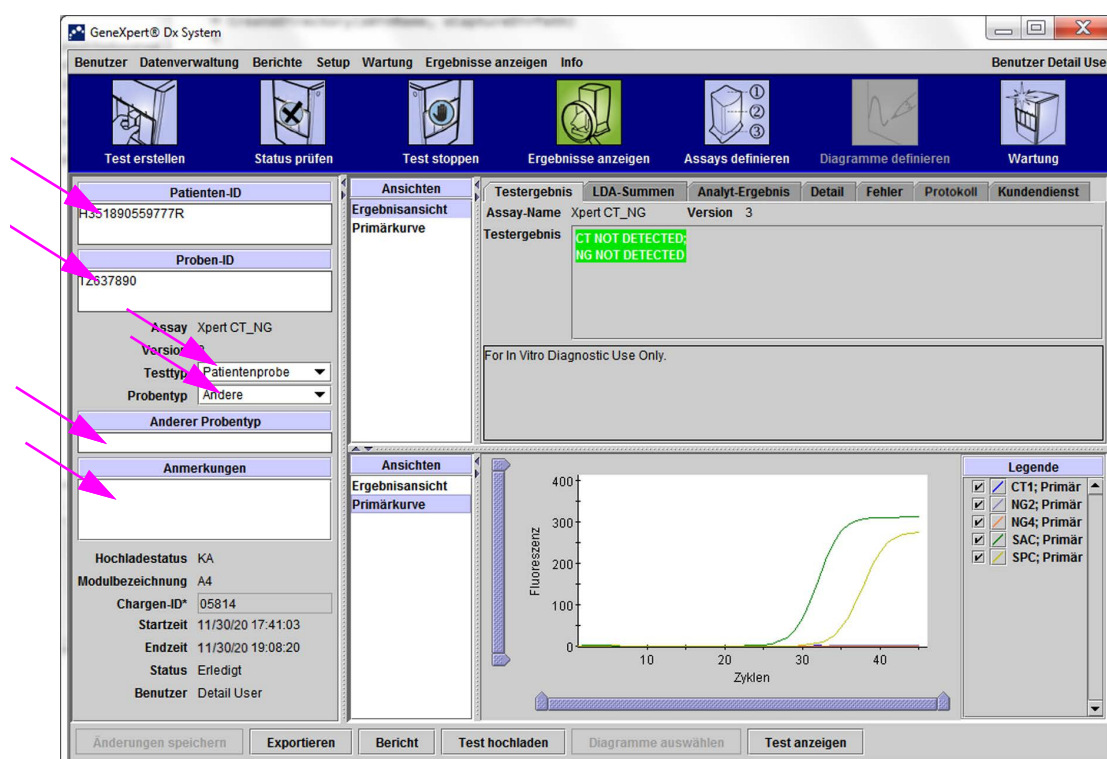 GeneXpert® Dx System
Benutzer Datenverwaltung Berichte Setup Wartung Ergebnisse anzeigen Info Benutzer Detail Use
Test erstellen Status prüfen Test stoppen Ergebnisse anzeigen Assays definieren Diagramme definieren Wartung
Patienten-ID
H351890559777R
Proben-ID
TZ637890
Assay Xpert CT_NG
Version
Testtyp Patientenprobe
Probentyp Andere
Anderer Probentyp
Anmerkungen
Hochladestatus KA
Modulbezeichnung A4
Chargen-ID* 05814
Startzeit 11/30/20 17:41:03
Endzeit 11/30/20 19:08:20
Status Erledigt
Benutzer Detail User
Ansichten
Ergebnisansicht
Primärkurve
Testergebnis LDA-Summen Analyt-Ergebnis Detail Fehler Protokoll Kundendienst
Assay-Name Xpert CT_NG Version 3
Testergebnis CT NOT DETECTED;
NG NOT DETECTED
For In Vitro Diagnostic Use Only.
Ansichten
Ergebnisansicht
Primärkurve
Fluoreszenz
400
300
200
100
0
10 20 30 40
Zyklen
Legende
CT1; Primär
NG2; Primär
NG4; Primär
SAC; Primär
SPC; Primär
Änderungen speichern Exportieren Bericht Test hochladen Diagramme auswählen Test anzeigen